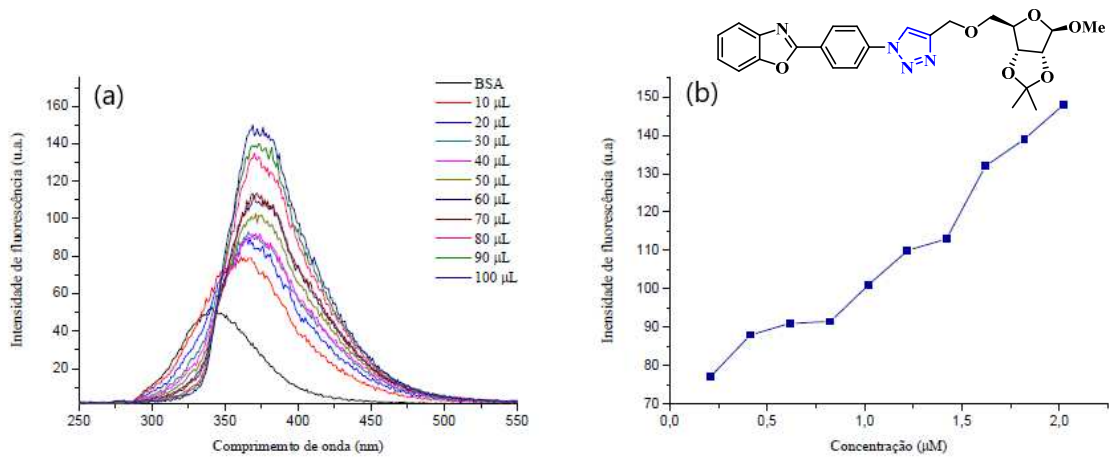 (a)
Intensidade de fluorescência (u.a.)
160
140
120
100
80
60
40
20
BSA
10 µL
20 µL
30 µL
40 µL
50 µL
60 µL
70 µL
80 µL
90 µL
100 µL
250 300 350 400 450 500 550
Comprimemto de onda (nm)
N
O
N
N
N
O
O
OMe
O
O
(b)
Inensidade de fluorescência (u.a)
150
140
130
120
110
100
90
80
70
0,0 0,5 1,0 1,5 2,0
Concentração (µM)